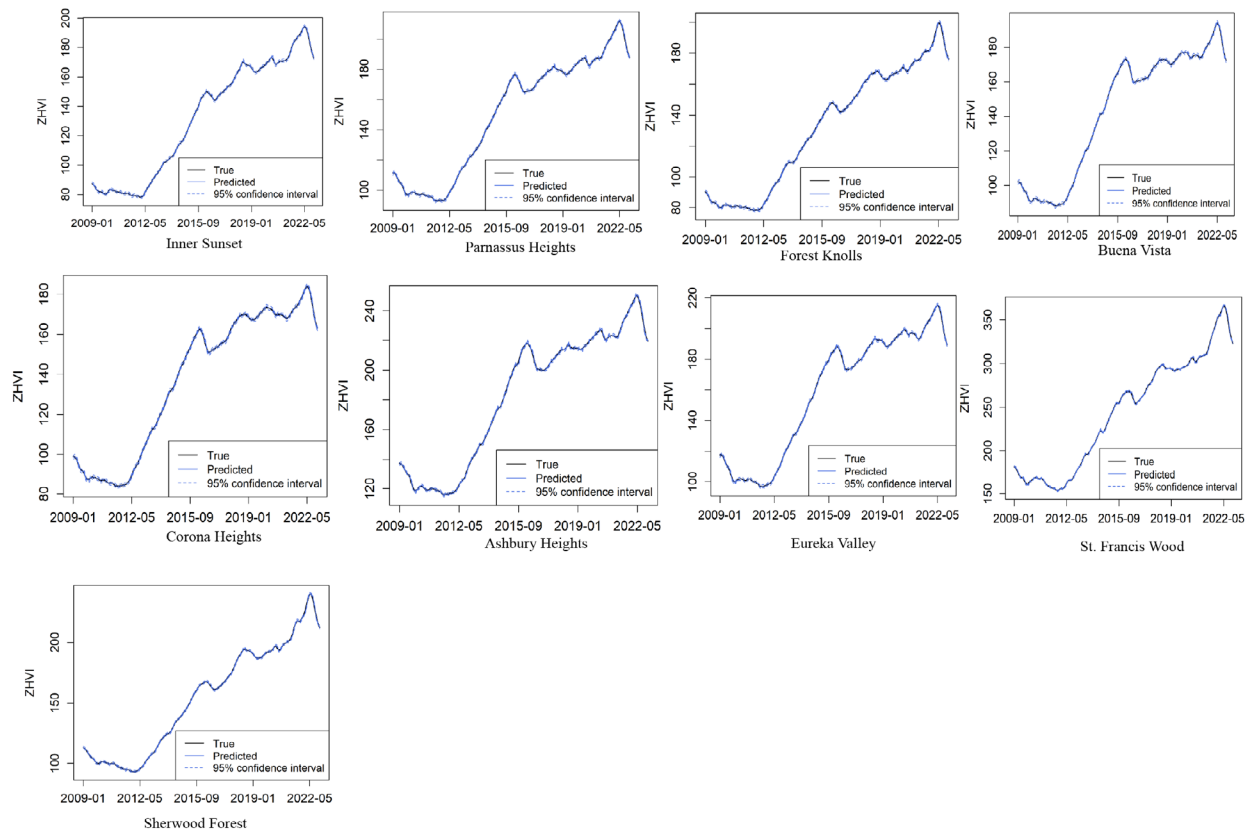 ZHVI
200
180
160
140
120
100
80
True
Predicted
95% confidence interval
2009-01 2012-05 2015-09 2019-01 2022-05
Inner Sunset
ZHVI
180
140
100
True
Predicted
95% confidence interval
2009-01 2012-05 2015-09 2019-01 2022-05
Parnassus Heights
ZHVI
180
140
100
80
True
Predicted
95% confidence interval
2009-01 2012-05 2015-09 2019-01 2022-05
Forest Knolls
ZHVI
180
140
100
True
Predicted
95% confidence interval
2009-01 2012-05 2015-09 2019-01 2022-05
Buena Vista
ZHVI
180
160
140
120
100
80
True
Predicted
95% confidence interval
2009-01 2012-05 2015-09 2019-01 2022-05
Corona Heights
ZHVI
240
200
160
120
True
Predicted
95% confidence interval
2009-01 2012-05 2015-09 2019-01 2022-05
Ashbury Heights
ZHVI
220
180
140
100
True
Predicted
95% confidence interval
2009-01 2012-05 2015-09 2019-01 2022-05
Eureka Valley
ZHVI
350
300
250
200
150
True
Predicted
95% confidence interval
2009-01 2012-05 2015-09 2019-01 2022-05
St. Francis Wood
ZHVI
200
150
100
True
Predicted
95% confidence interval
2009-01 2012-05 2015-09 2019-01 2022-05
Sherwood Forest